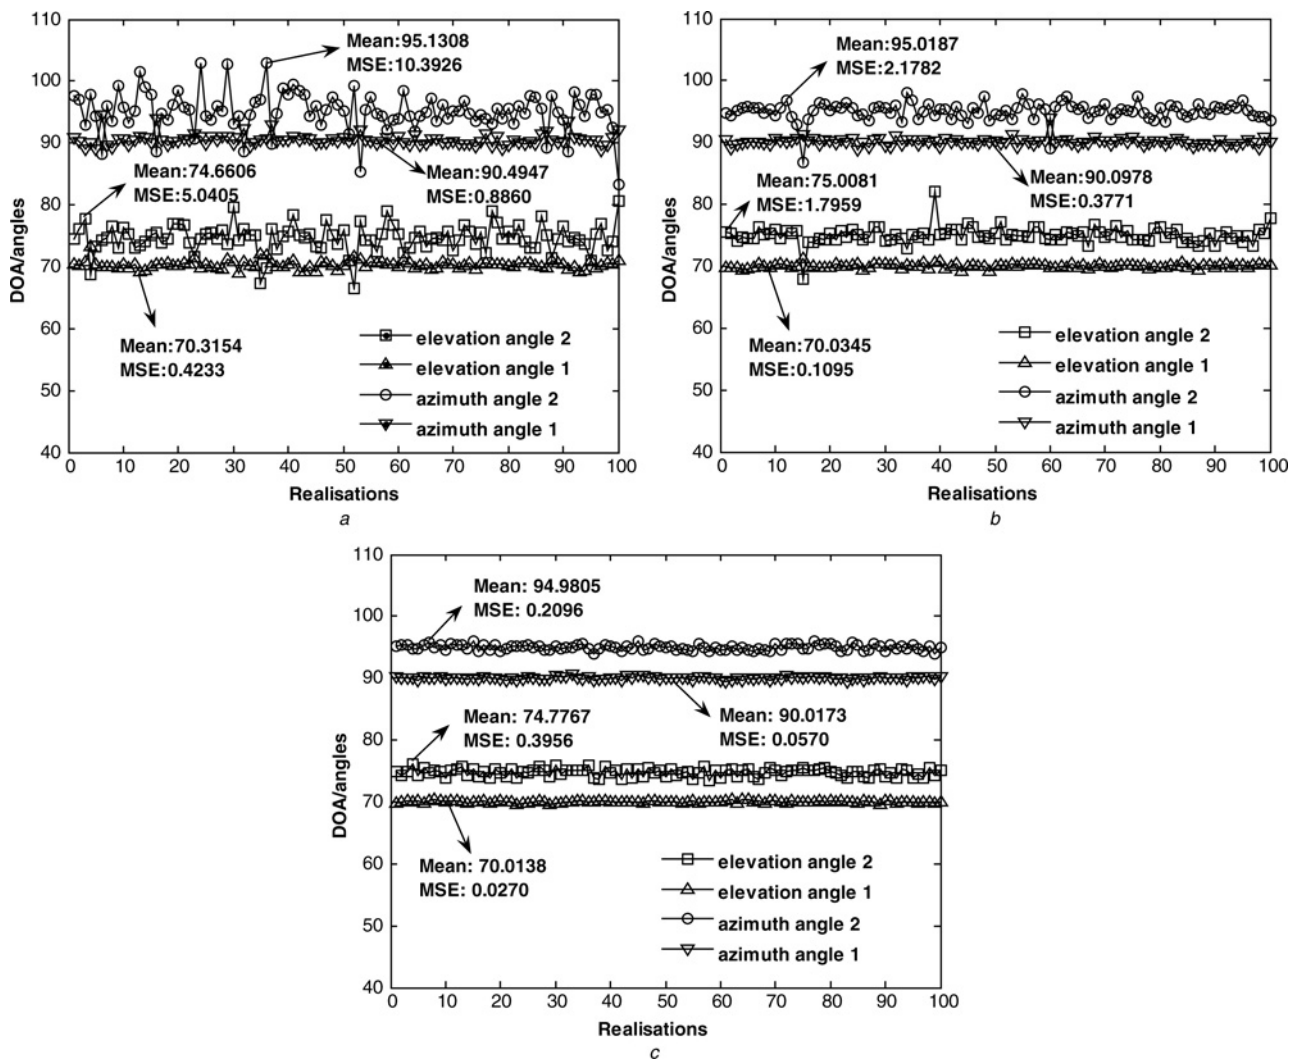 110
100
90
80
70
60
50
40
DOA/angles
Mean:95.1308
MSE:10.3926
Mean:74.6606
MSE:5.0405
Mean:90.4947
MSE:0.8860
Mean:70.3154
MSE:0.4233
elevation angle 2
elevation angle 1
azimuth angle 2
azimuth angle 1
0 10 20 30 40 50 60 70 80 90 100
Realisations
a
110
100
90
80
70
60
50
40
DOA/angles
Mean:95.0187
MSE:2.1782
Mean:75.0081
MSE:1.7959
Mean:90.0978
MSE:0.3771
Mean:70.0345
MSE:0.1095
elevation angle 2
elevation angle 1
azimuth angle 2
azimuth angle 1
0 10 20 30 40 50 60 70 80 90 100
Realisations
b
110
100
90
80
70
60
50
40
DOA/angles
Mean: 94.9805
MSE: 0.2096
Mean: 74.7767
MSE: 0.3956
Mean: 90.0173
MSE: 0.0570
Mean: 70.0138
MSE: 0.0270
elevation angle 2
elevation angle 1
azimuth angle 2
azimuth angle 1
0 10 20 30 40 50 60 70 80 90 100
Realisations
c